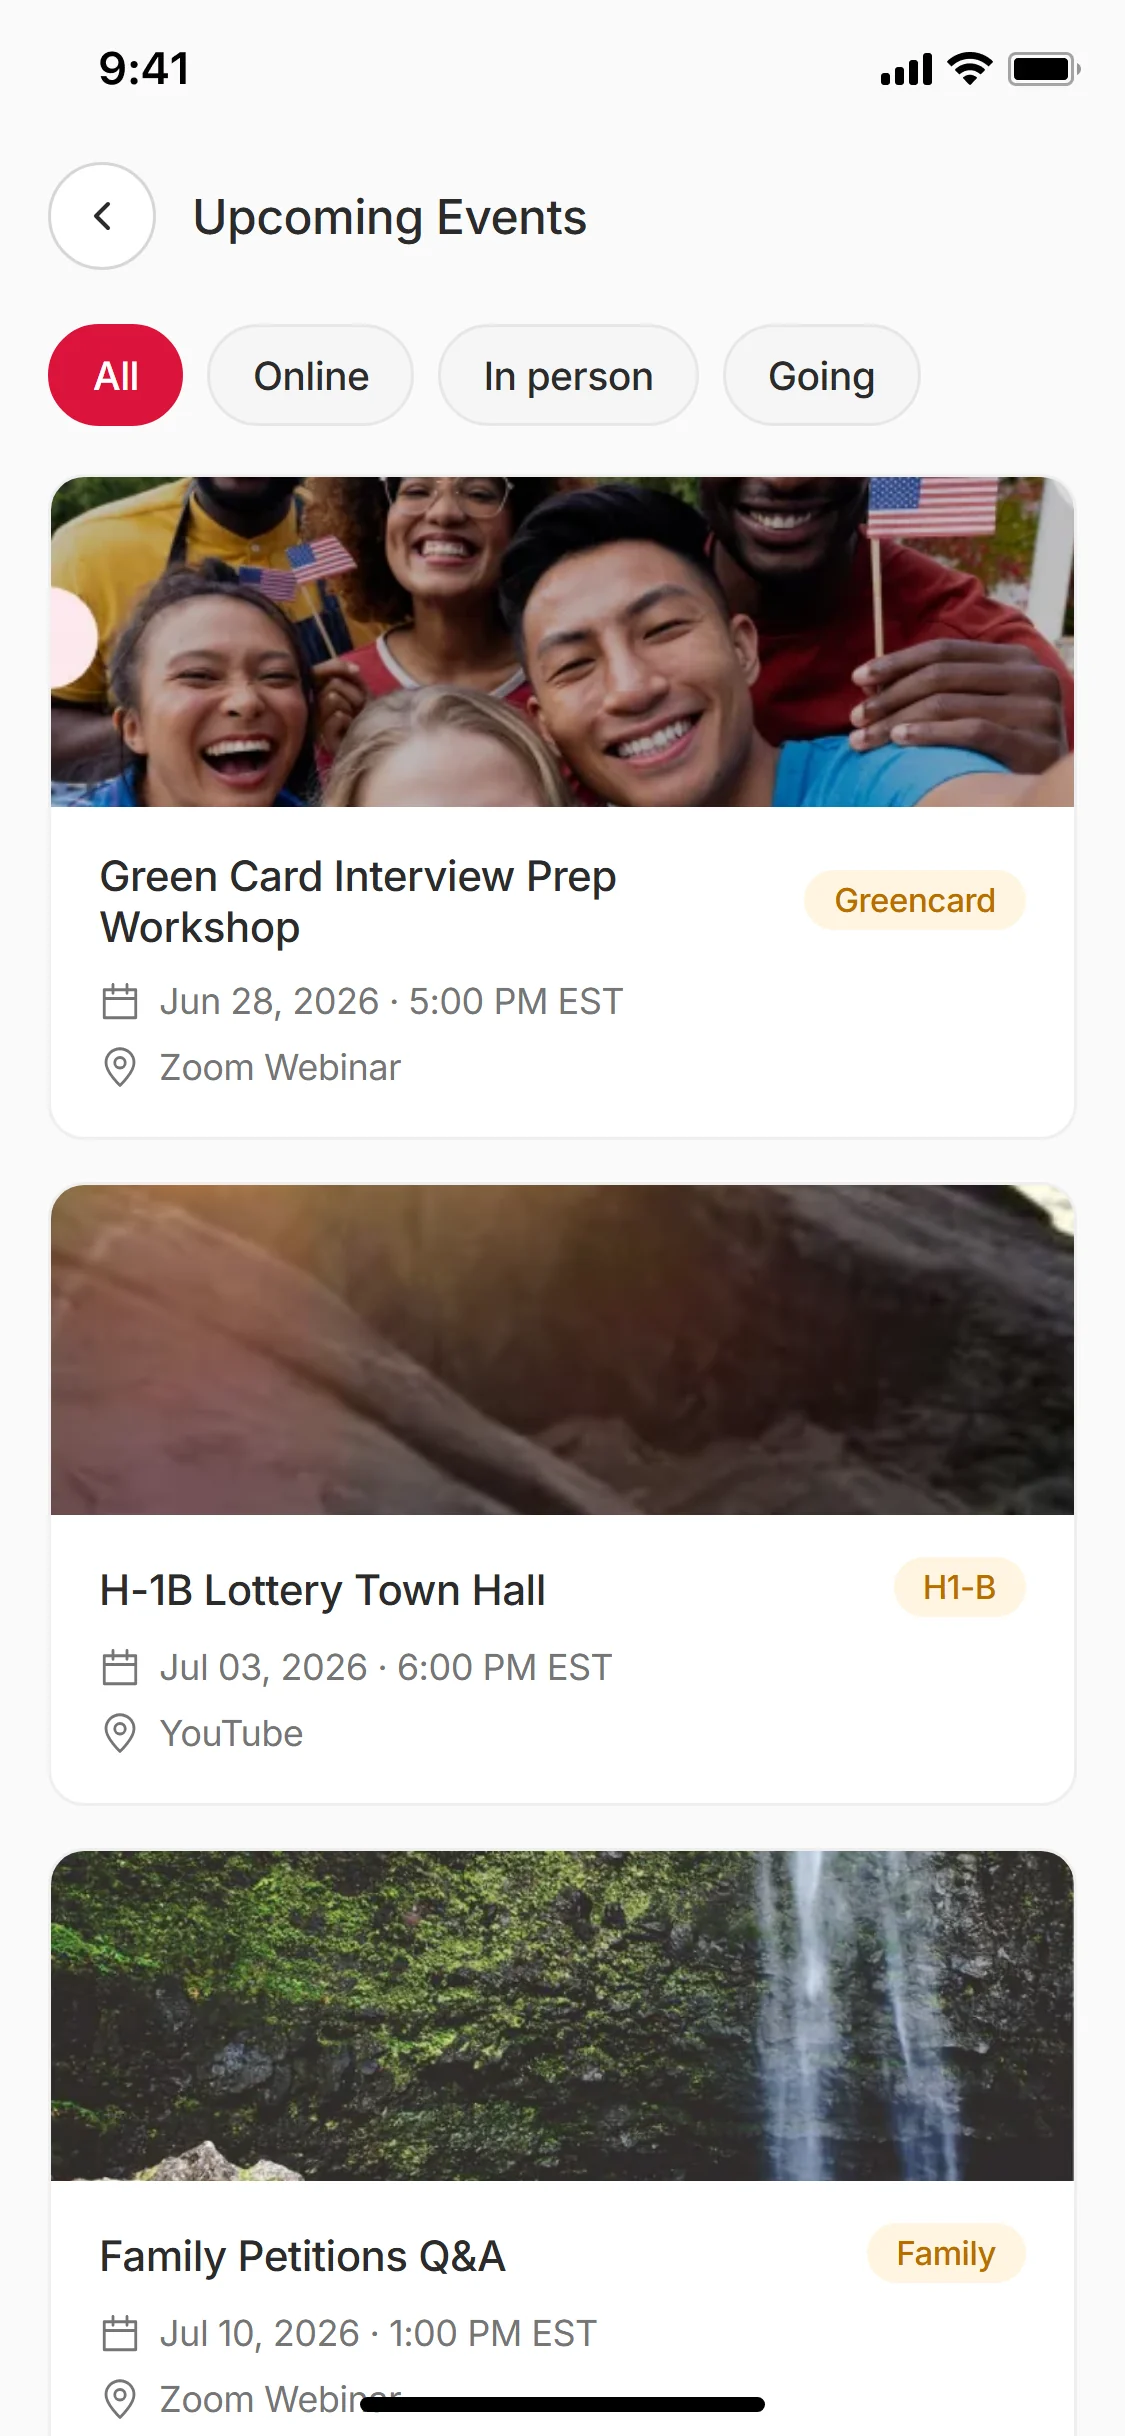 9:41
Upcoming Events
All
Online
In person
Going
Green Card Interview Prep
Workshop
Greencard
Jun 28, 2026 · 5:00 PM EST
Zoom Webinar
H-1B Lottery Town Hall
H1-B
Jul 03, 2026 · 6:00 PM EST
YouTube
Family Petitions Q&A
Family
Jul 10, 2026 · 1:00 PM EST
Zoom Webinar